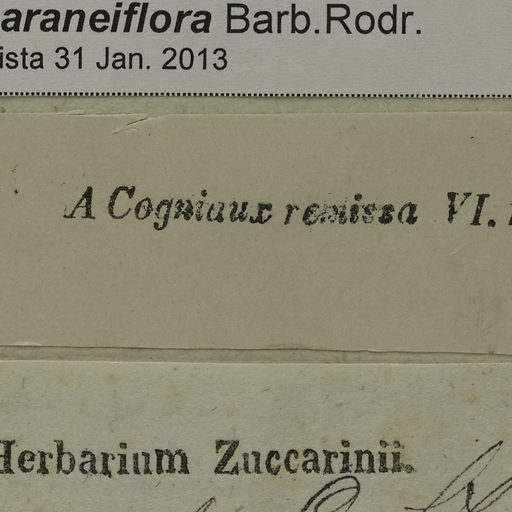 araneiflora Barb.Rodr.
ista 31 Jan. 2013
A Cogniaux remissa VI.
Herbarium Zuccarinii.